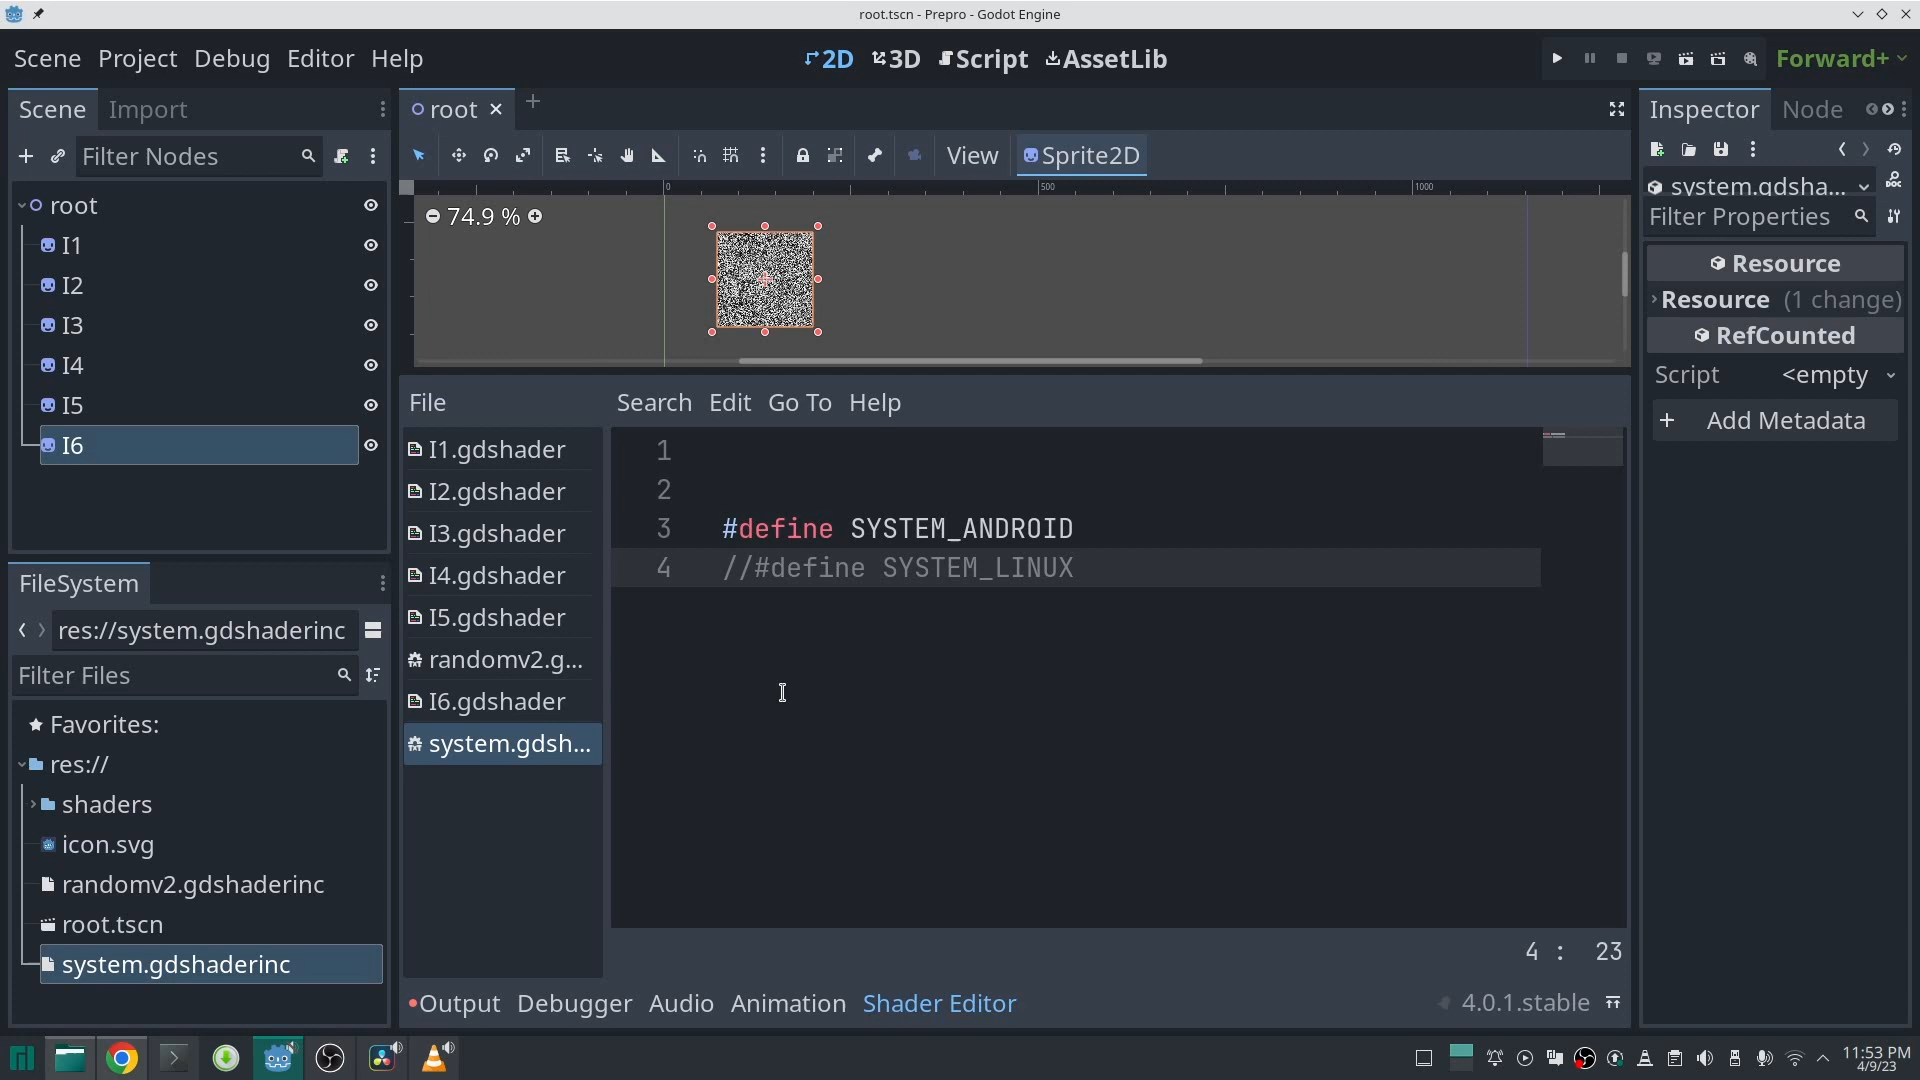 root.tscn - Prepro - Godot Engine
Scene Project Debug Editor Help
2D 3D Script AssetLib
Forward+
Scene Import
Filter Nodes
root
I1
I2
I3
I4
I5
I6
FileSystem
res://system.gdshaderinc
Filter Files
Favorites:
res://
shaders
icon.svg
randomv2.gdshaderinc
root.tscn
system.gdshaderinc
root
View Sprite2D
0 500 1000
74.9 %
File Search Edit Go To Help
I1.gdshader
I2.gdshader
I3.gdshader
I4.gdshader
I5.gdshader
randomv2.g...
I6.gdshader
system.gdsh...
1
2
3 #define SYSTEM_ANDROID
4 //#define SYSTEM_LINUX
4 : 23
Output Debugger Audio Animation Shader Editor
4.0.1.stable
Inspector Node
system.gdsha...
DOC
Filter Properties
Resource
Resource (1 change)
RefCounted
Script <empty
+ Add Metadata
11:53 PM
4/9/23